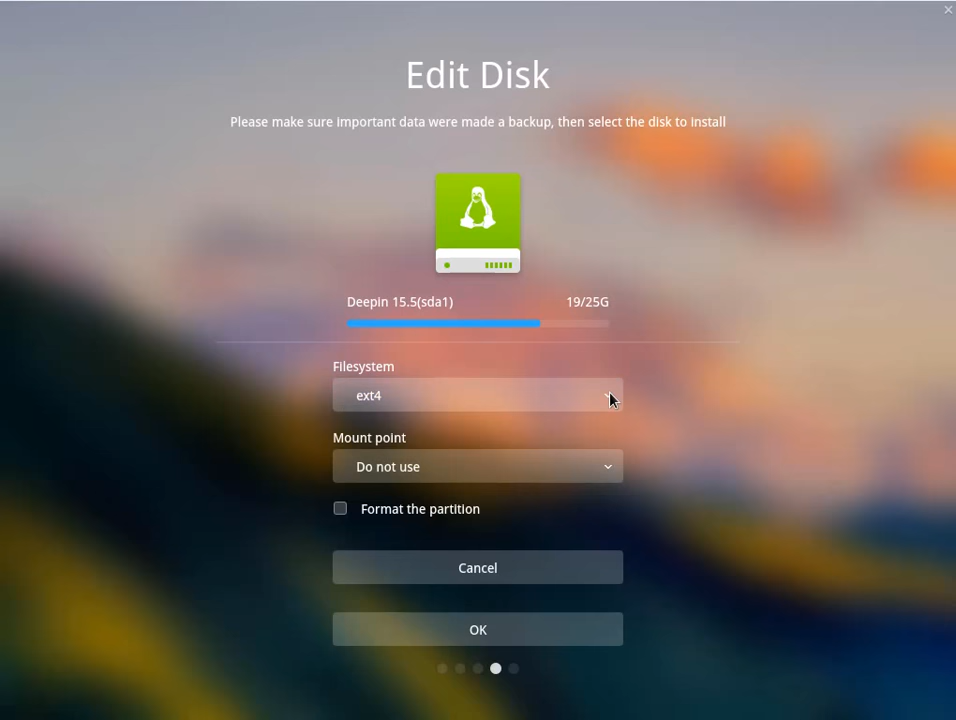 Edit Disk
Please make sure important data were made a backup, then select the disk to install
Deepin 15.5(sda1) 19/25G
Filesystem
ext4
Mount point
Do not use
Format the partition
Cancel
OK